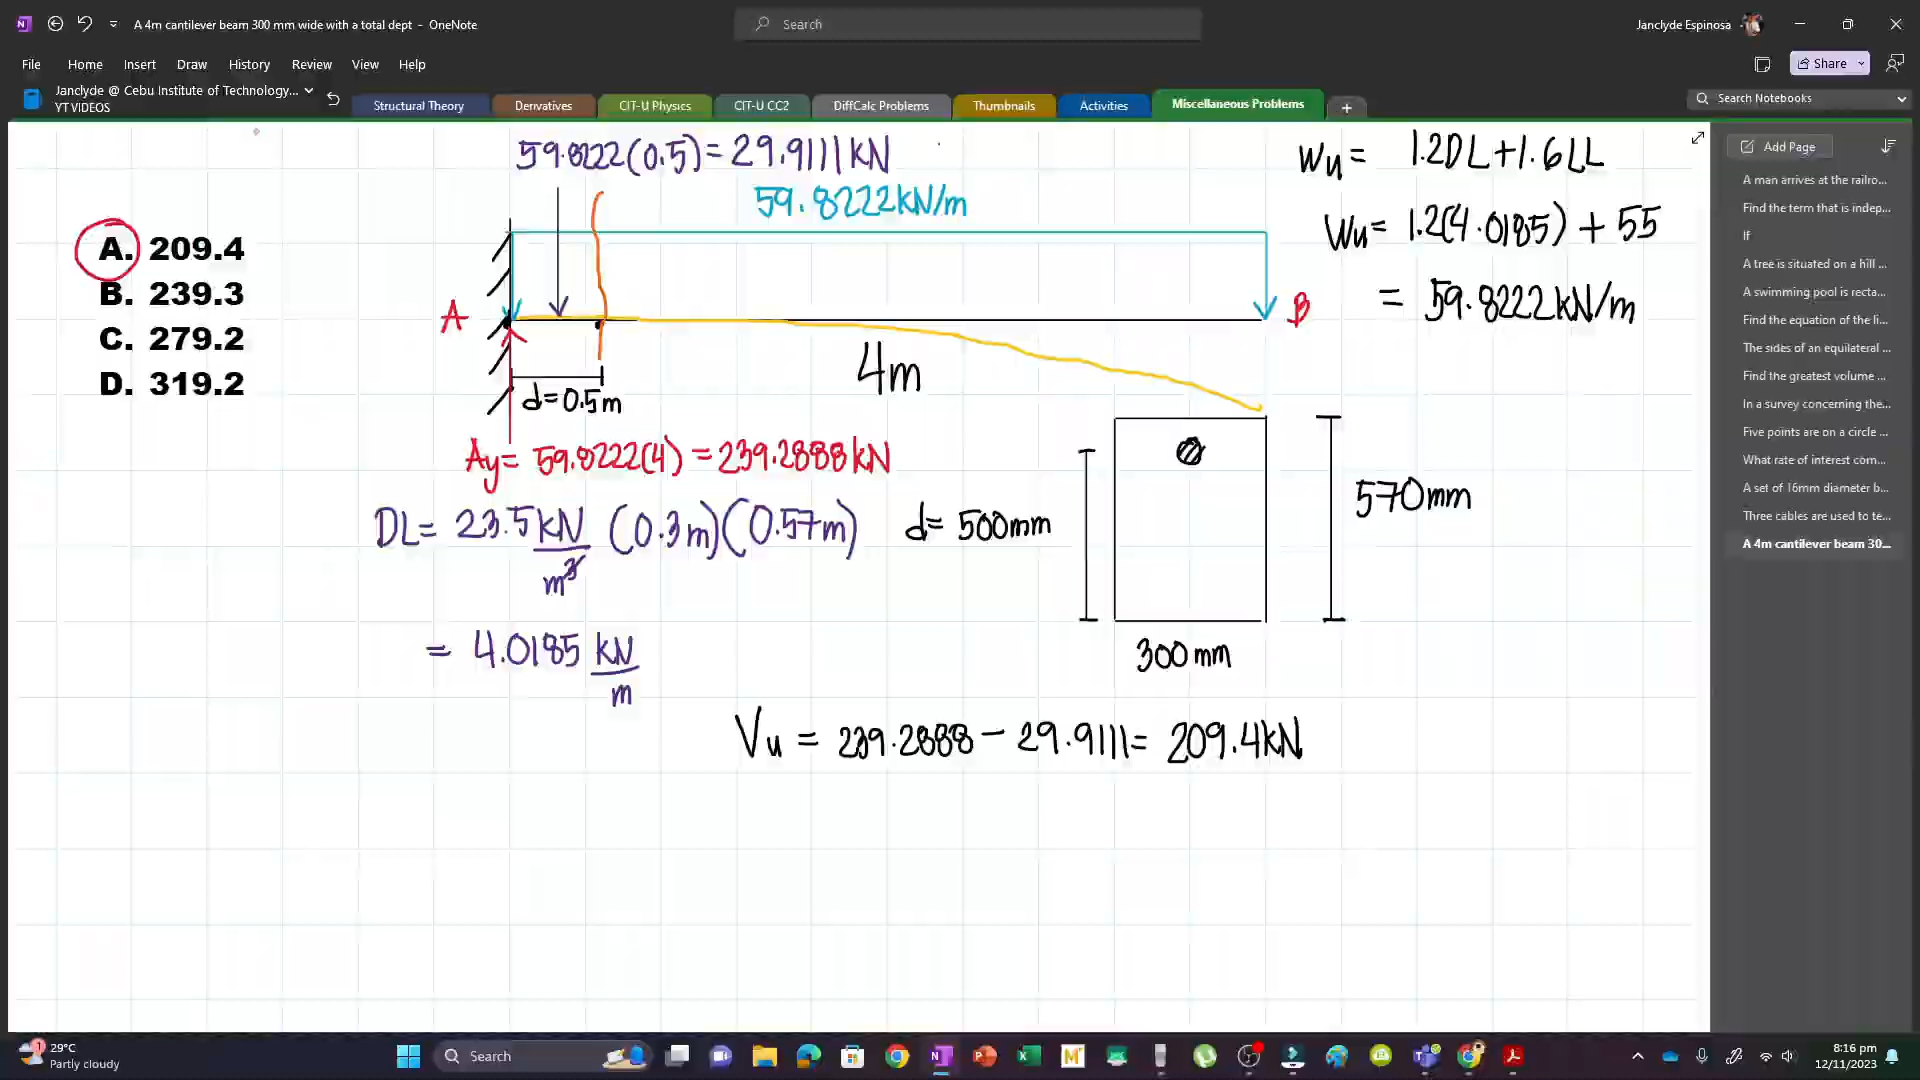 A 4m cantilever beam 300 mm wide with a total dept - OneNote
Search
Janclyde Espinosa
File Home Insert Draw History Review View Help
Share
Janclyde @ Cebu Institute of Technology...
YT VIDEOS
Structural Theory
Derivatives
CIT-U Physics
CIT-U CC2
DiffCalc Problems
Thumbnails
Activities
Miscellaneous Problems
+
Search Notebooks
Add Page
A man arrives at the railro...
Find the term that is indep...
If
A tree is situated on a hill ...
A swimming pool is recta...
Find the equation of the li...
The sides of an equilateral ...
Find the greatest volume ...
In a survey concerning the...
Five points are on a circle ...
What rate of interest com...
A set of 16mm diameter b...
Three cables are used to te...
A 4m cantilever beam 30...
59.8222(0.5) = 29.9111 kN
59.8222 kN/m
Wu = 1.2DL + 1.6LL
Wu = 1.2(4.0185) + 55
= 59.8222 kN/m
A. 209.4
B. 239.3
C. 279.2
D. 319.2
A
B
4m
d = 0.5m
Ay = 59.8222(4) = 239.2888 kN
DL = 23.5 kN/m³ (0.3m)(0.57m)
= 4.0185 kN/m
d = 500mm
570mm
300mm
Vu = 239.2888 - 29.9111 = 209.4kN
1
29°C
Partly cloudy
Search
8:16 pm
12/11/2023